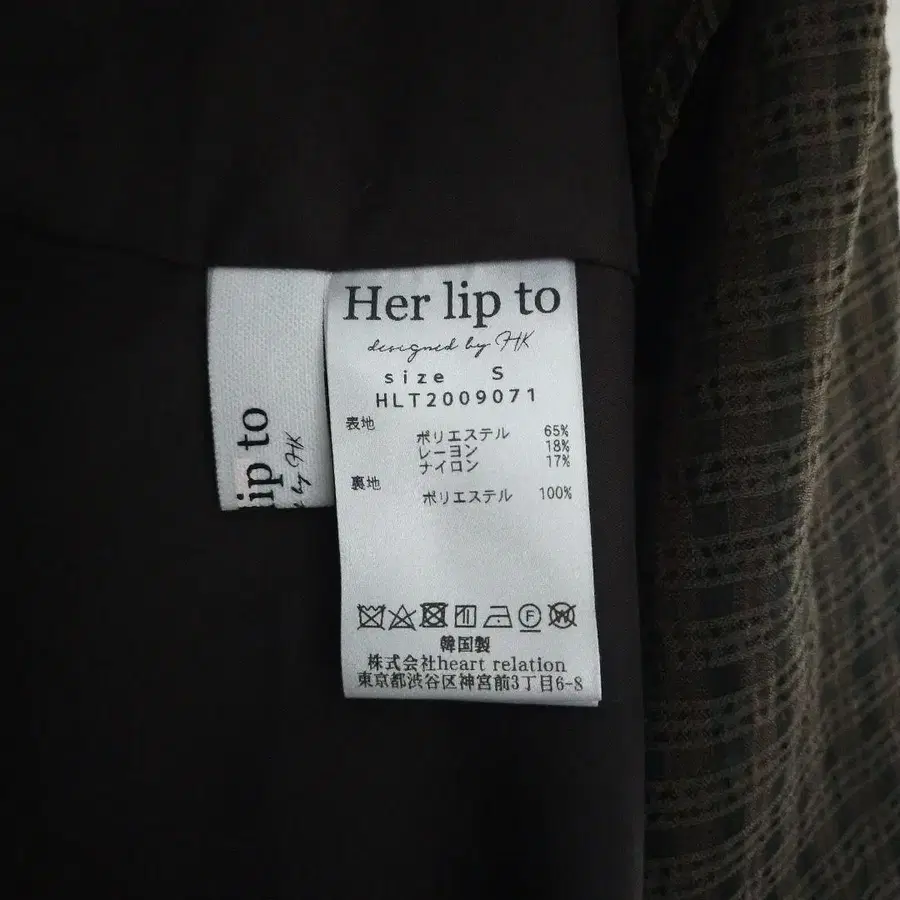 lip to
by HK
Her lip to
designed by HK
size S
HLT2009071
表地
ポリエステル 65%
レーヨン 18%
ナイロン 17%
裏地
ポリエステル 100%
F W
韓国製
株式会社heart relation
東京都渋谷区神宮前3丁目6-8